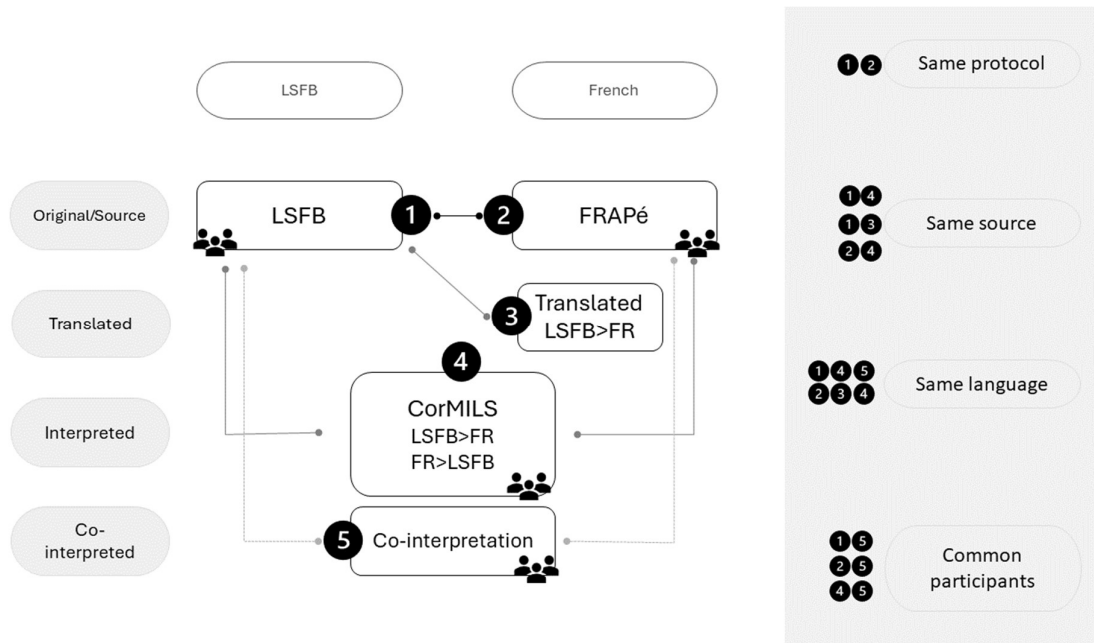 LSFB
French
1 2 Same protocol
Original/Source
LSFB 1 2 FRAPé
1 4
1 3 Same source
2 4
Translated
3 Translated
LSFB>FR
4
1 4 5
2 3 4
Same language
Interpreted
CorMILS
LSFB>FR
FR>LSFB
Co-
interpreted
5 Co-interpretation
1 5
2 5
4 5
Common
participants